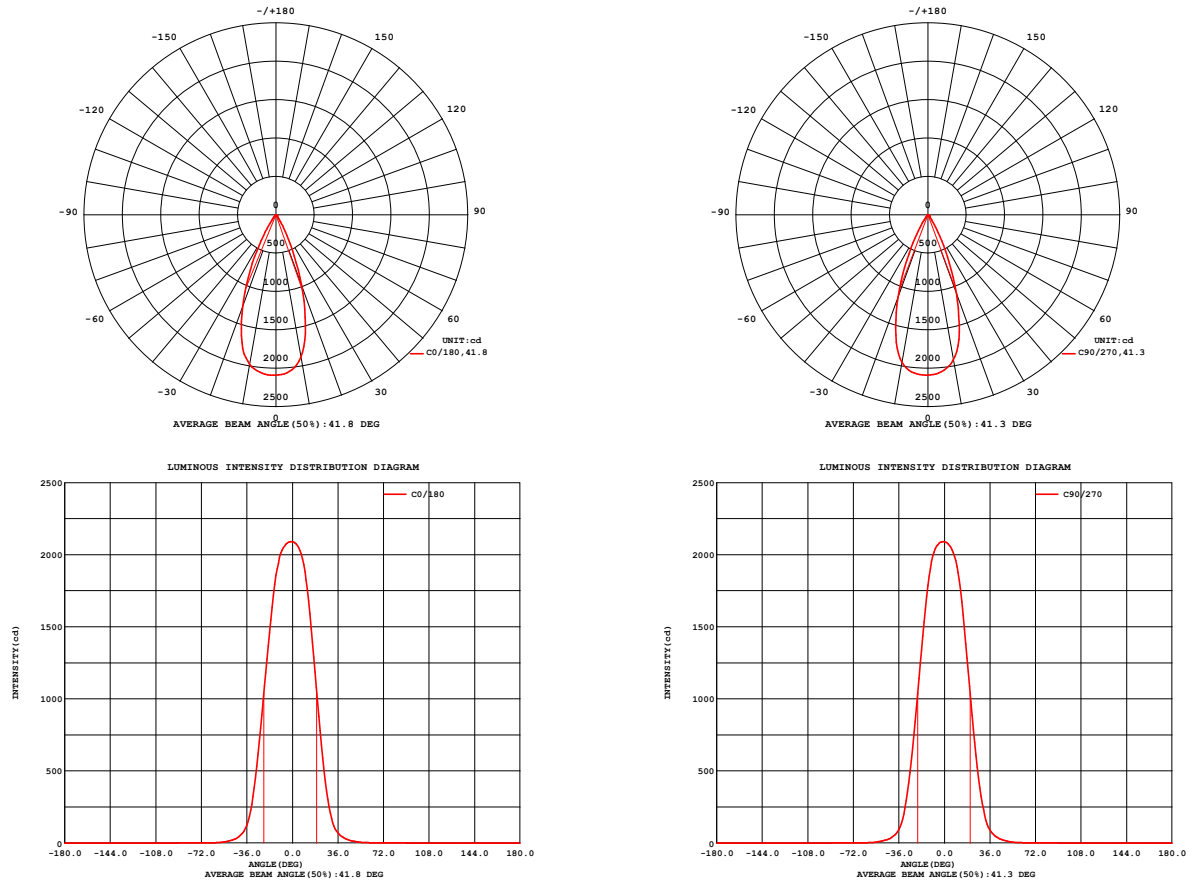 -/+180
-150
150
-120
120
-90
90
-60
60
-30
30
0
0
500
1000
1500
2000
2500
UNIT:cd
C0/180,41.8
AVERAGE BEAM ANGLE(50%):41.8 DEG
-/+180
-150
150
-120
120
-90
90
-60
60
-30
30
0
0
500
1000
1500
2000
2500
UNIT:cd
C90/270,41.3
AVERAGE BEAM ANGLE(50%):41.3 DEG
LUMINOUS INTENSITY DISTRIBUTION DIAGRAM
C0/180
INTENSITY(cd)
2500
2000
1500
1000
500
0
-180.0 -144.0 -108.0 -72.0 -36.0 0.0 36.0 72.0 108.0 144.0 180.0
ANGLE(DEG)
AVERAGE BEAM ANGLE(50%):41.8 DEG
LUMINOUS INTENSITY DISTRIBUTION DIAGRAM
C90/270
INTENSITY(cd)
2500
2000
1500
1000
500
0
-180.0 -144.0 -108.0 -72.0 -36.0 0.0 36.0 72.0 108.0 144.0 180.0
ANGLE(DEG)
AVERAGE BEAM ANGLE(50%):41.3 DEG